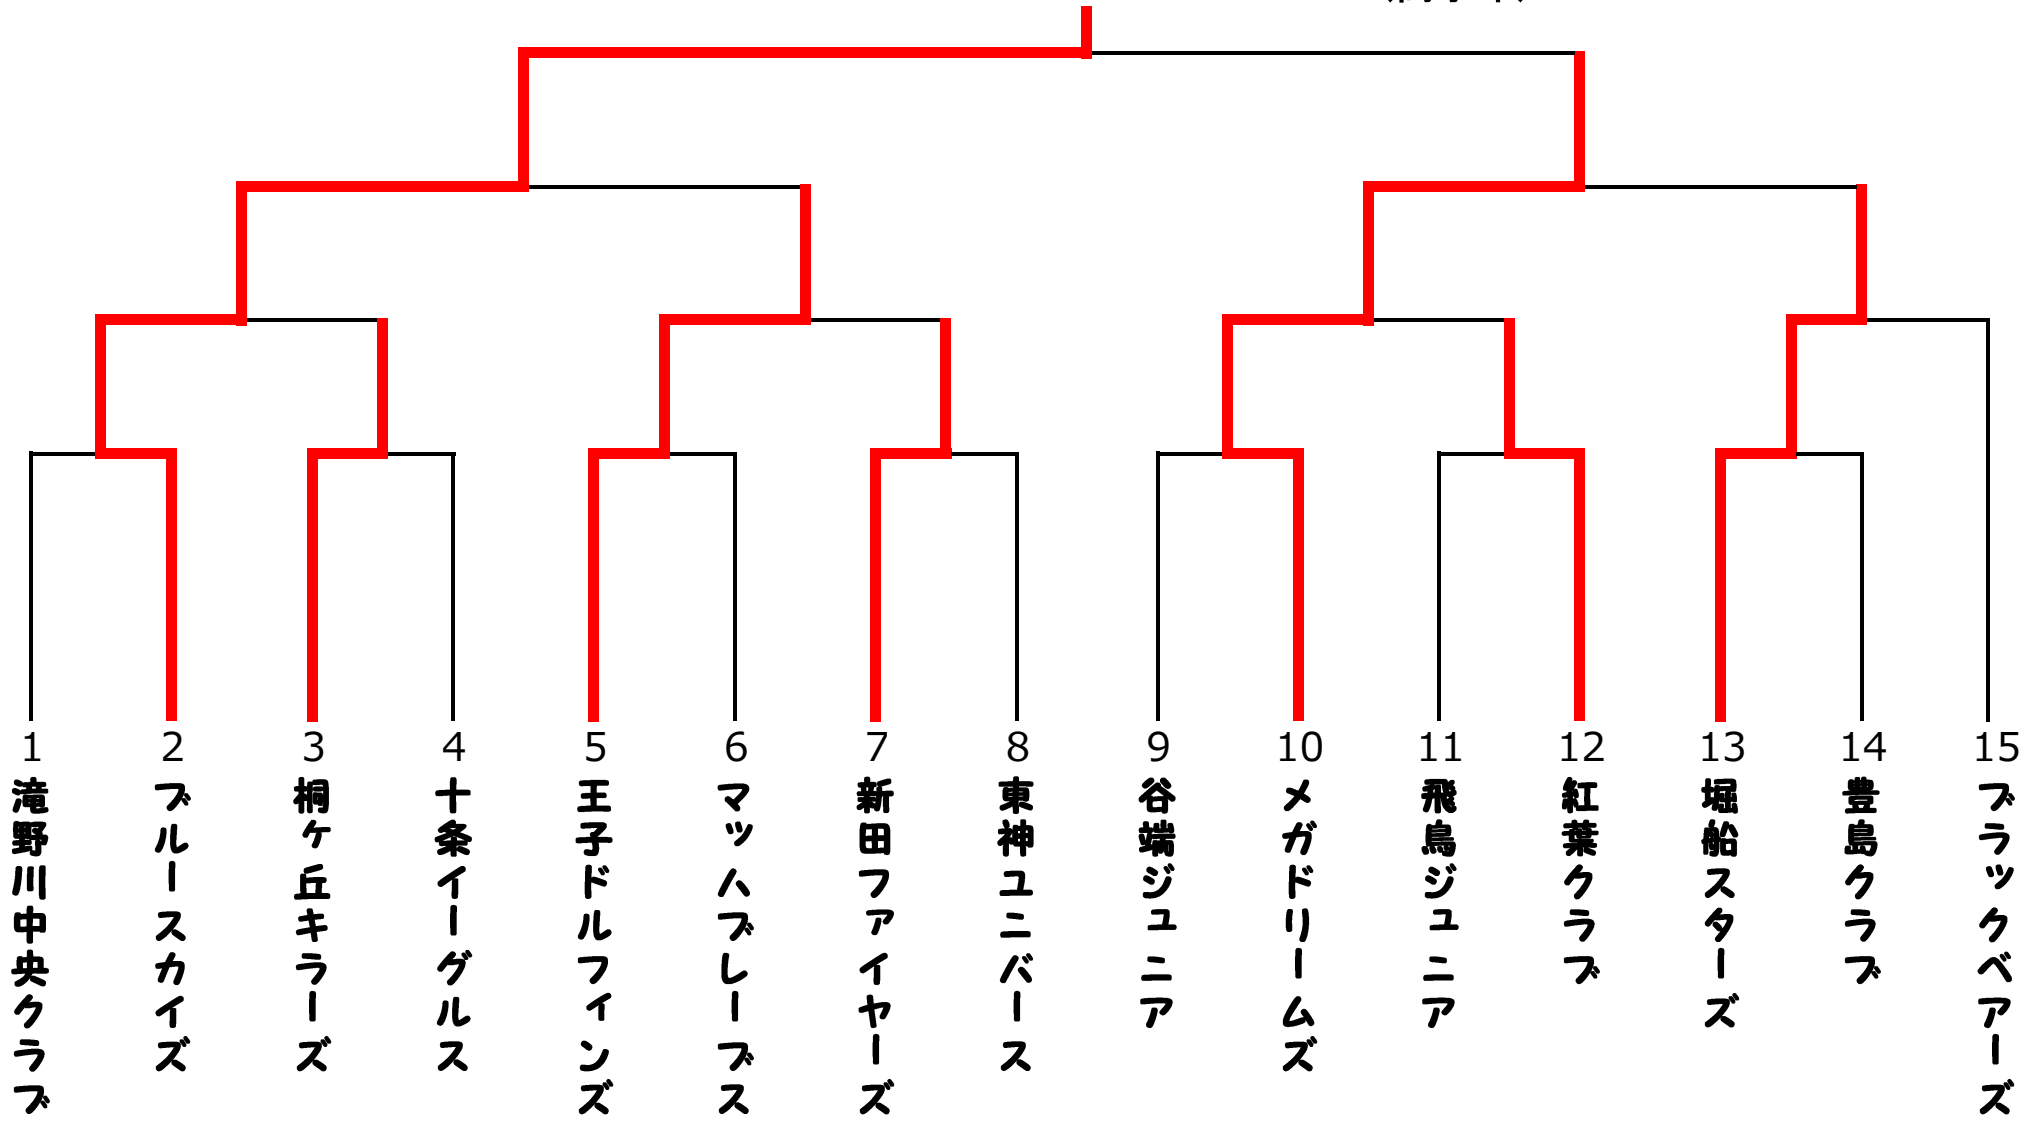 1
滝野川中央クラブ
2
ブルースカイズ
3
桐ヶ丘キラーズ
4
十条イーグルス
5
王子ドルフィンズ
6
マッハブレーブス
7
新田ファイヤーズ
8
東神ユニバース
9
谷端ジュニア
10
メガドリームズ
11
飛鳥ジュニア
12
紅葉クラブ
13
堀船スターズ
14
豊島クラブ
15
ブラックベアーズ